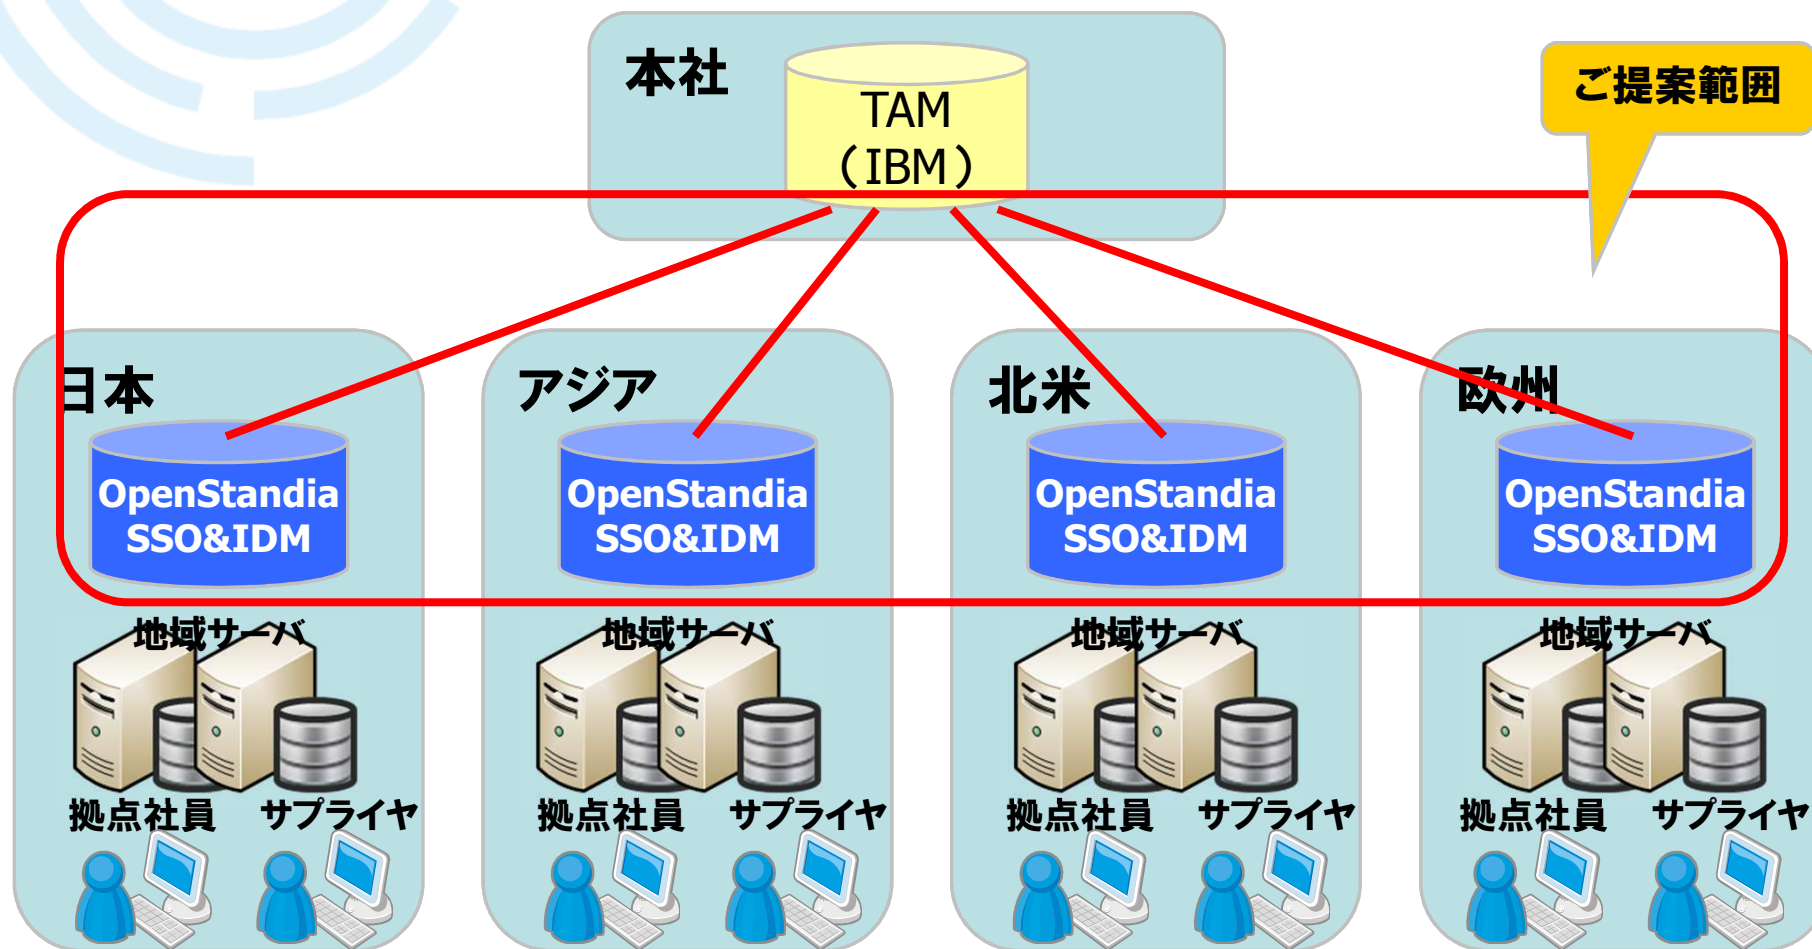 本社
TAM
(IBM)
ご提案範囲
日本
アジア
北米
欧州
OpenStandia
SSO&IDM
OpenStandia
SSO&IDM
OpenStandia
SSO&IDM
OpenStandia
SSO&IDM
地域サーバ
地域サーバ
地域サーバ
地域サーバ
拠点社員 サプライヤ
拠点社員 サプライヤ
拠点社員 サプライヤ
拠点社員 サプライヤ